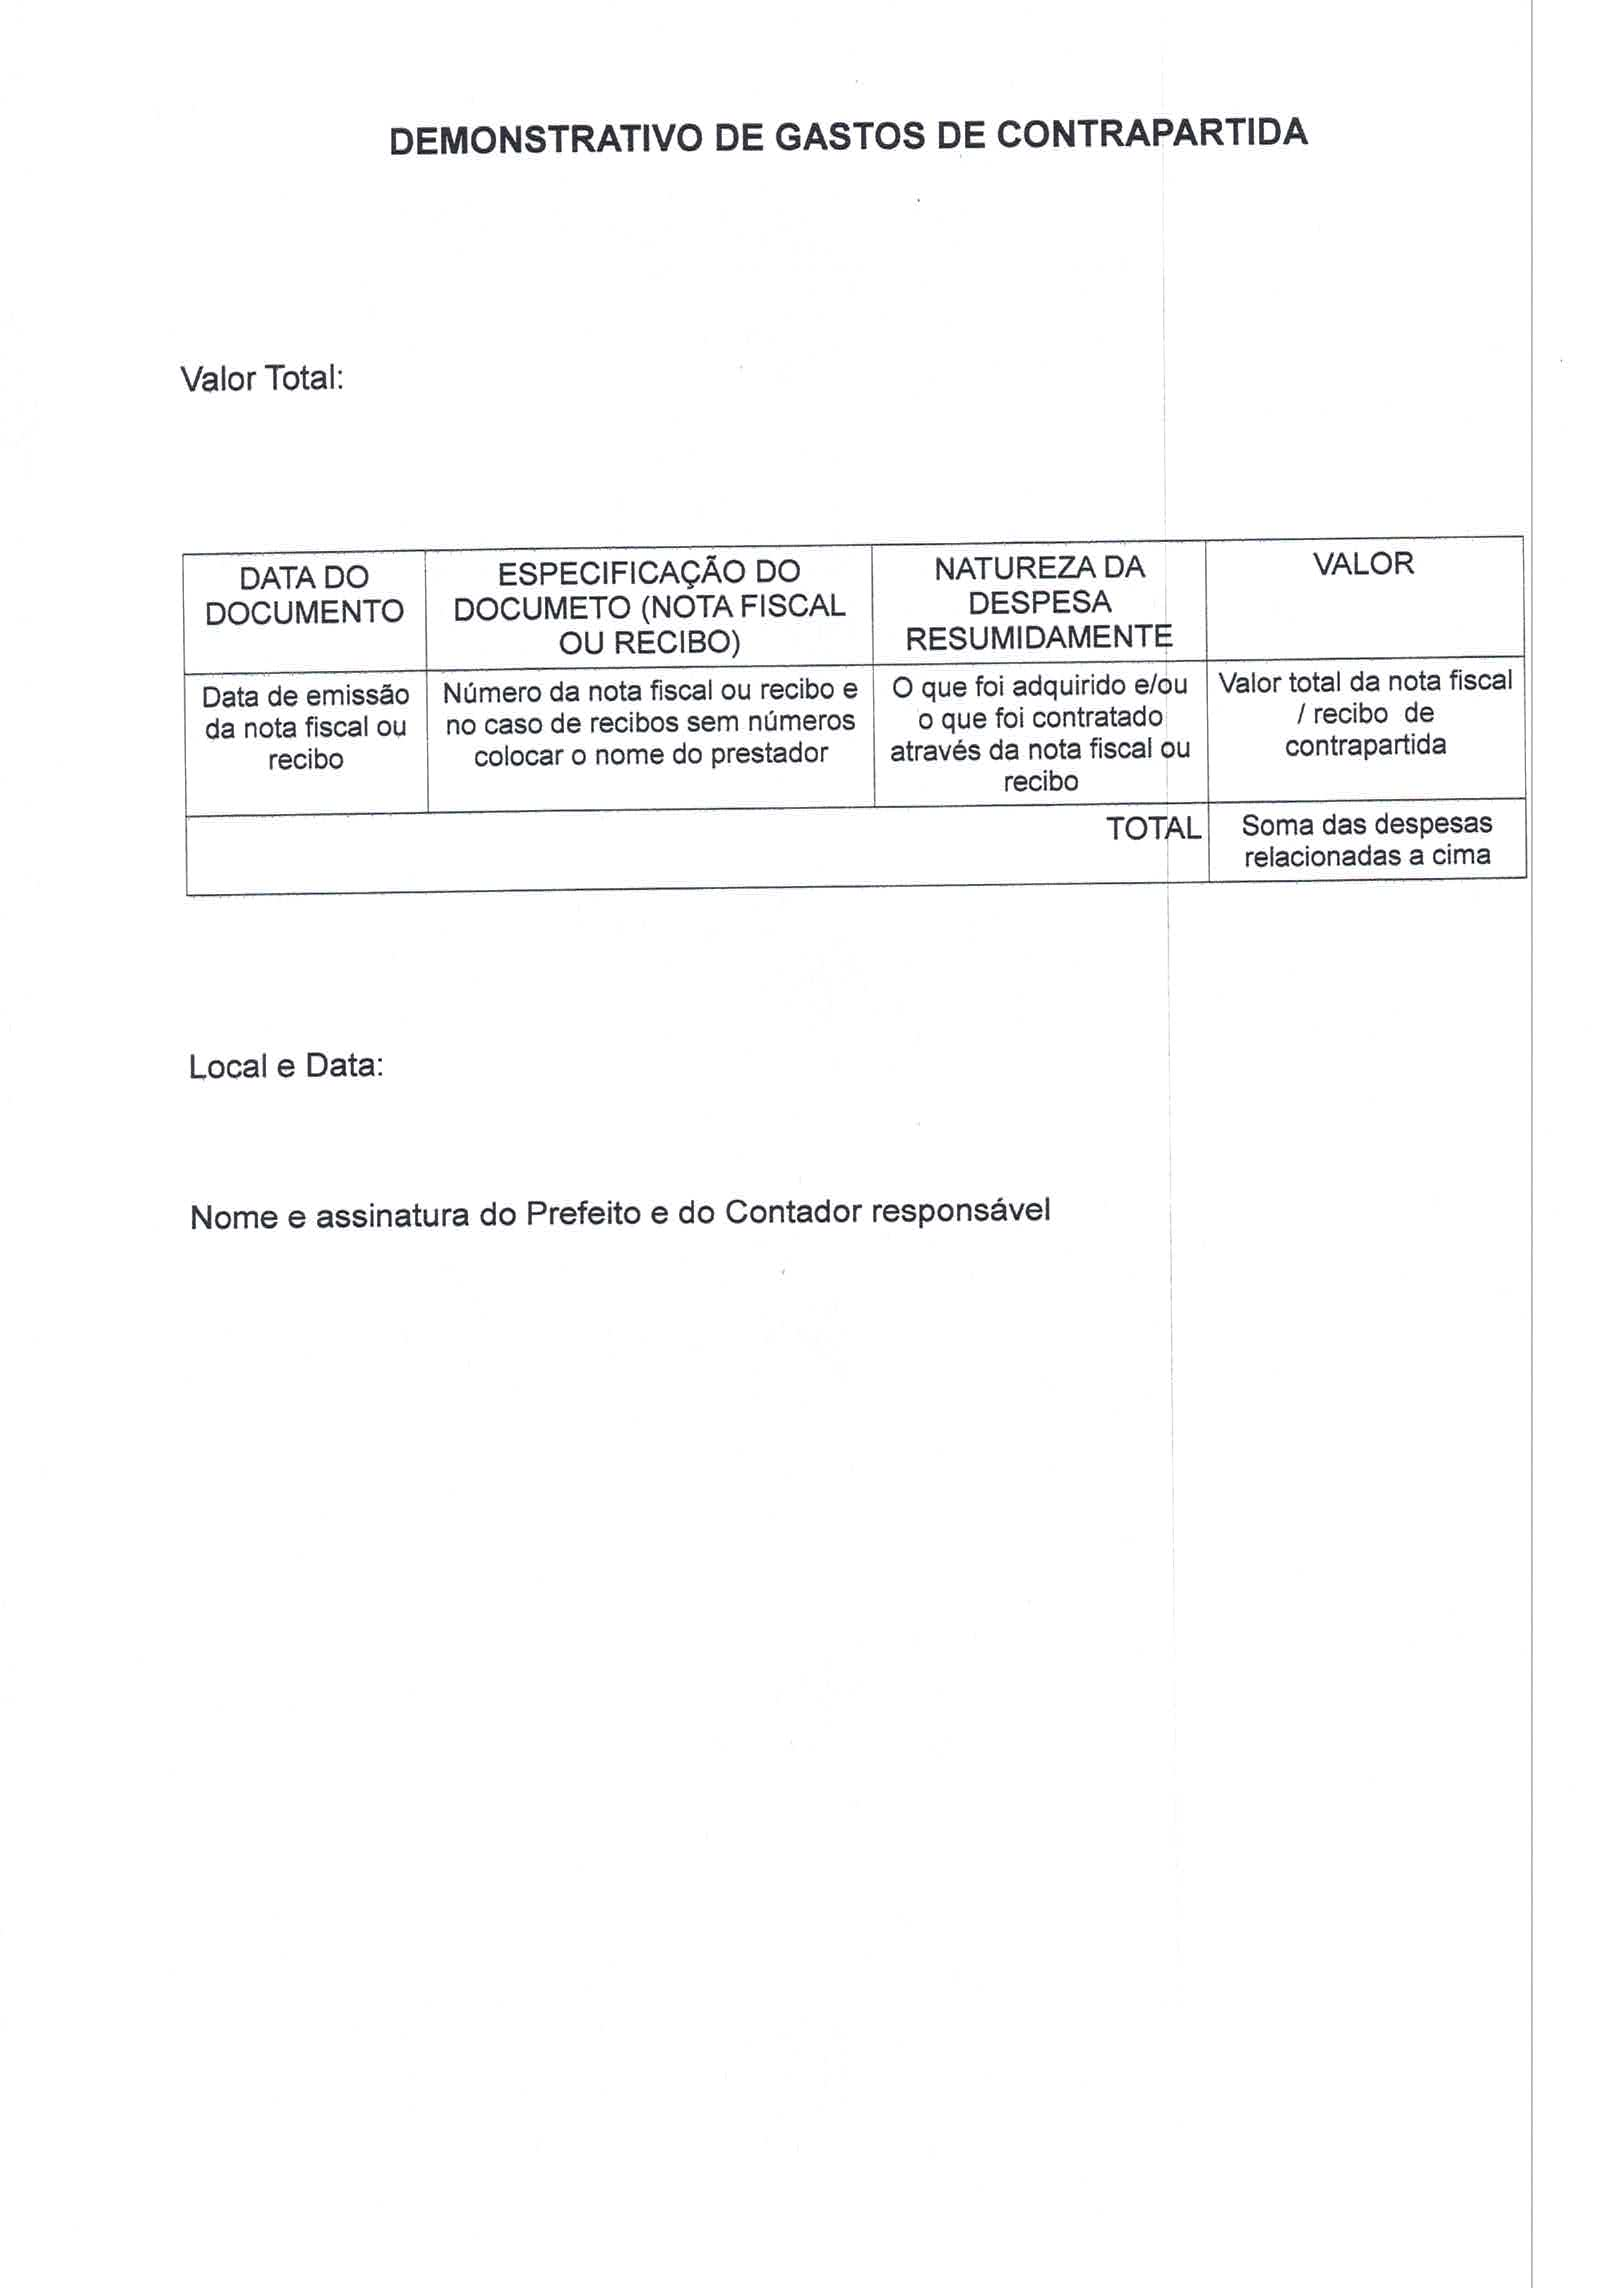 DEMONSTRATIVO DE GASTOS DE CONTRAPARTIDA
Valor Total:
DATA DO
DOCUMENTO
ESPECIFICAÇÃO DO
DOCUMETO (NOTA FISCAL
OU RECIBO)
NATUREZA DA
DESPESA
RESUMIDAMENTE
VALOR
Data de emissão
da nota fiscal ou
recibo
Número da nota fiscal ou recibo e
no caso de recibos sem números
colocar o nome do prestador
O que foi adquirido e/ou
o que foi contratado
através da nota fiscal ou
recibo
Valor total da nota fiscal
/ recibo de
contrapartida
TOTAL
Soma das despesas
relacionadas a cima
Local e Data:
Nome e assinatura do Prefeito e do Contador responsável